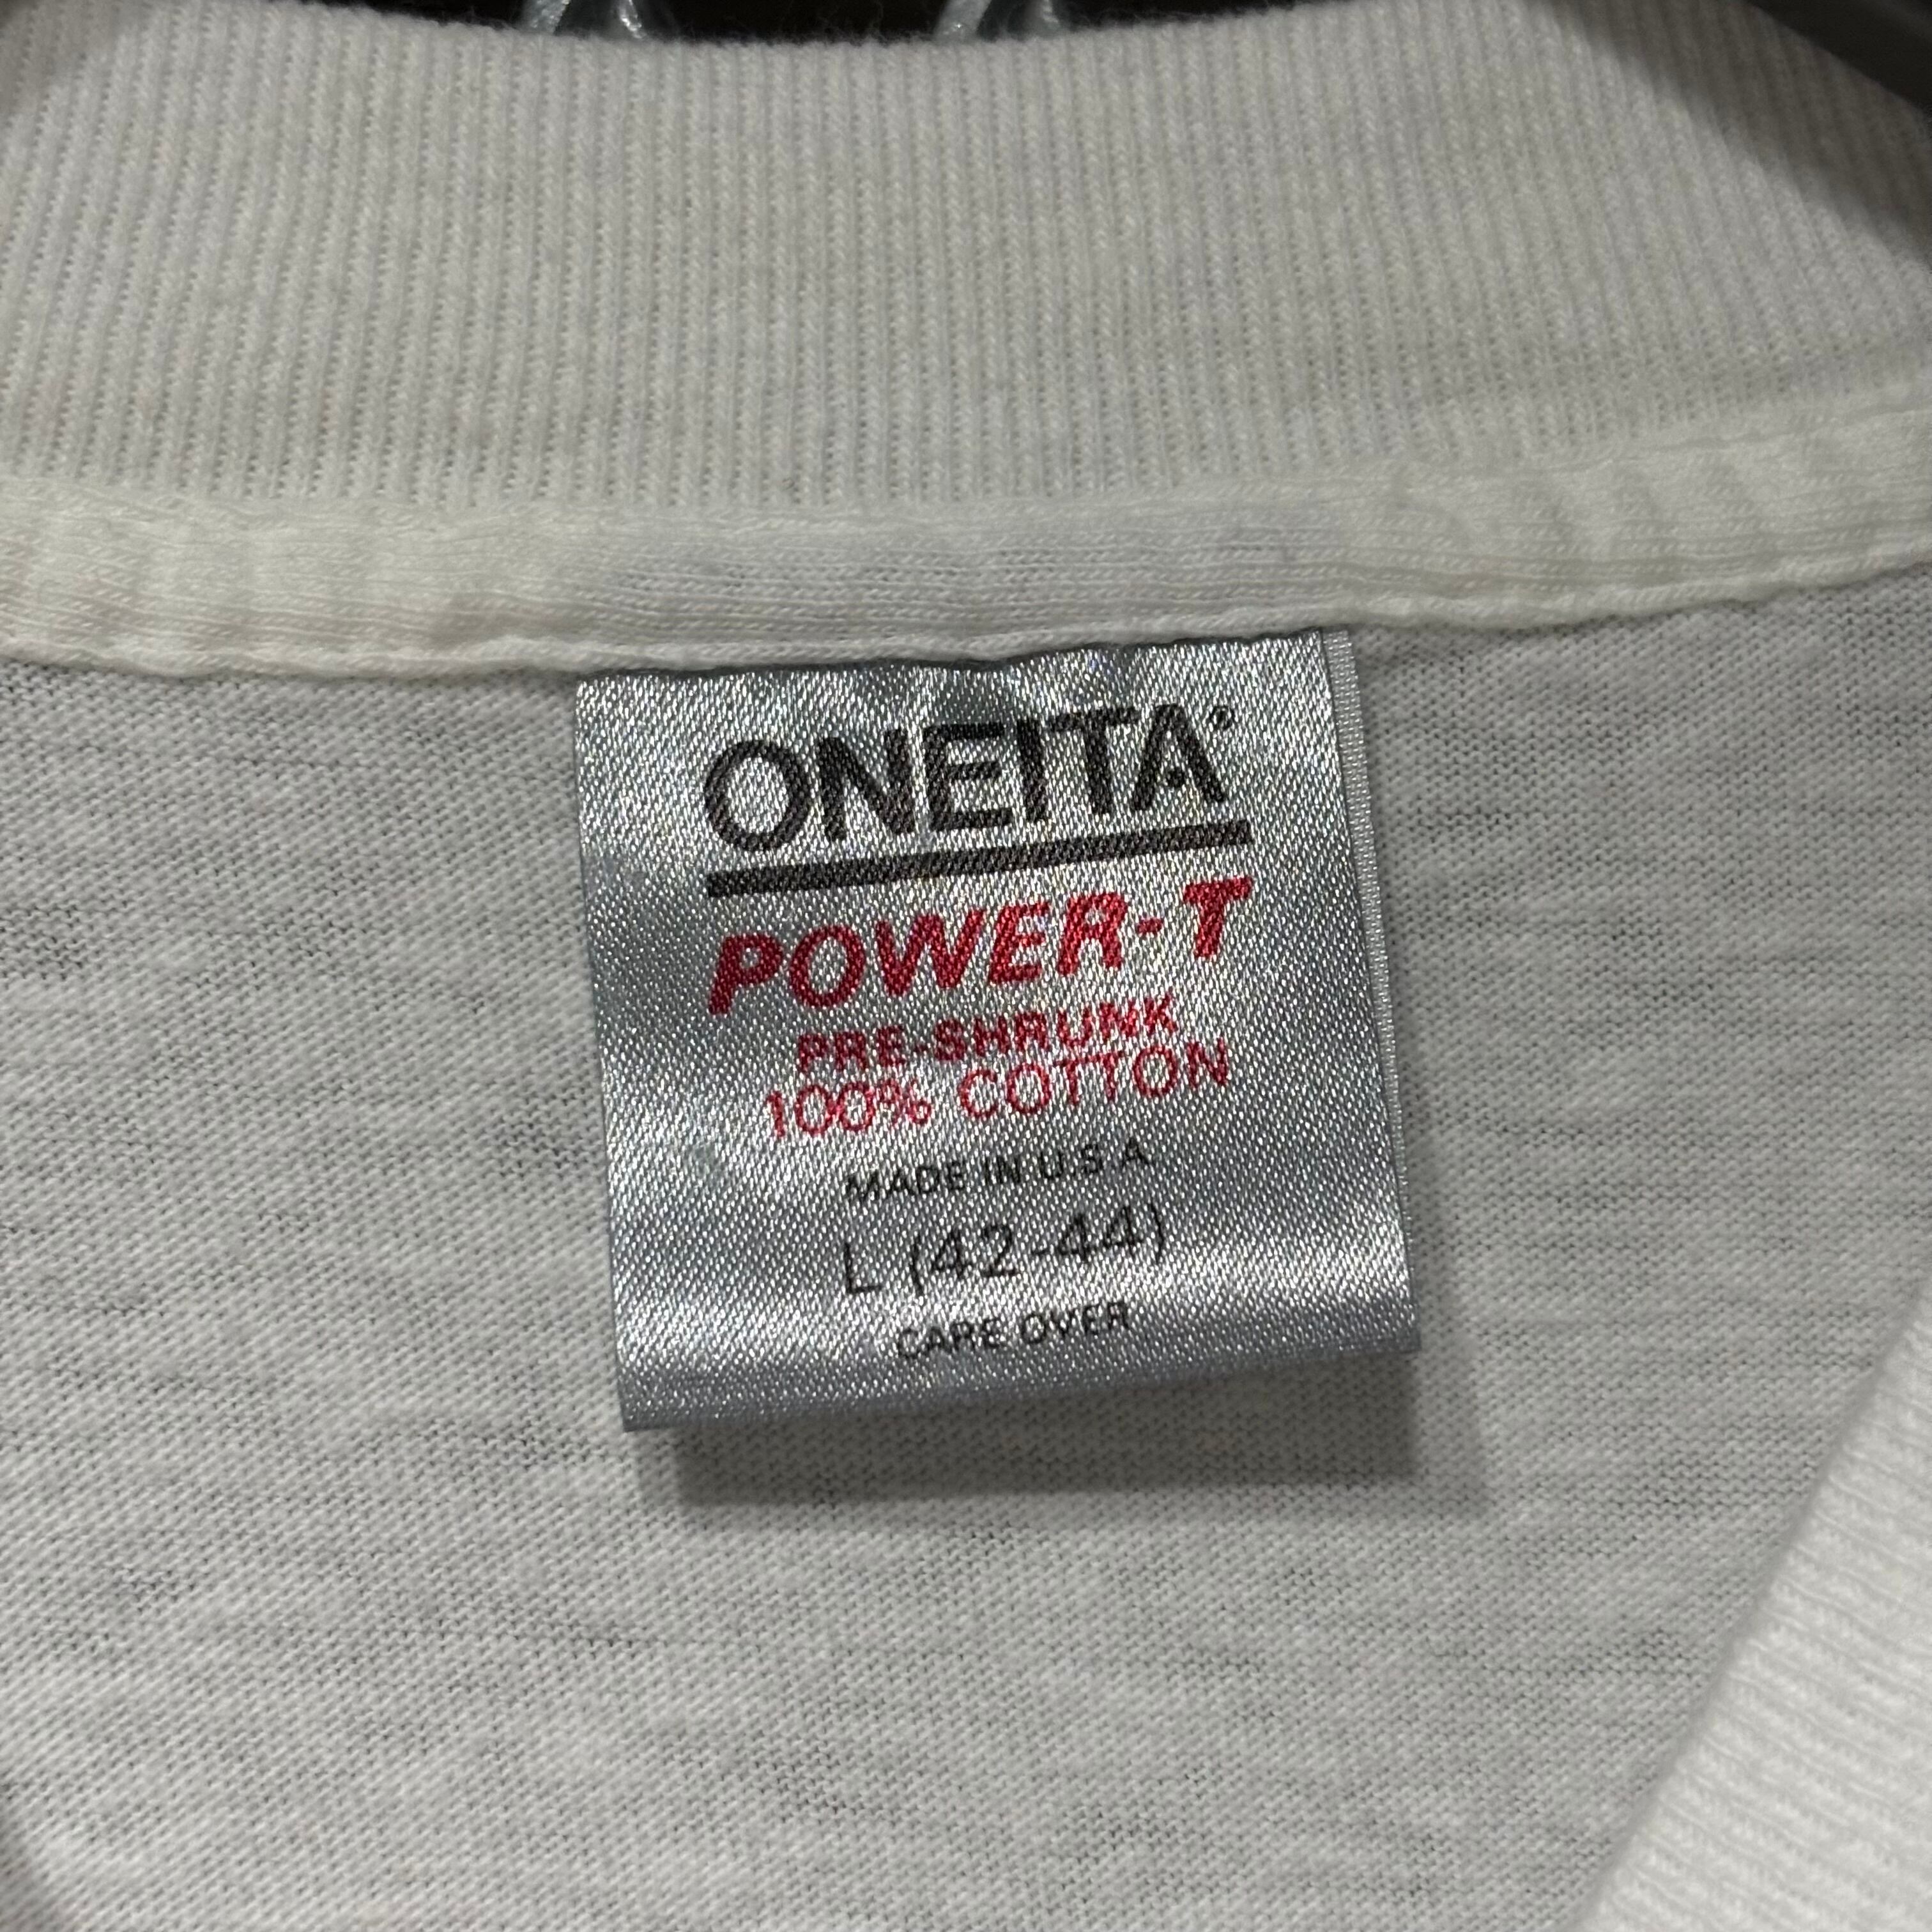 ONEITA®
POWER-T
PRE-SHRUNK
100% COTTON
MADE IN U.S.A
L (42-44)
CARE OVER